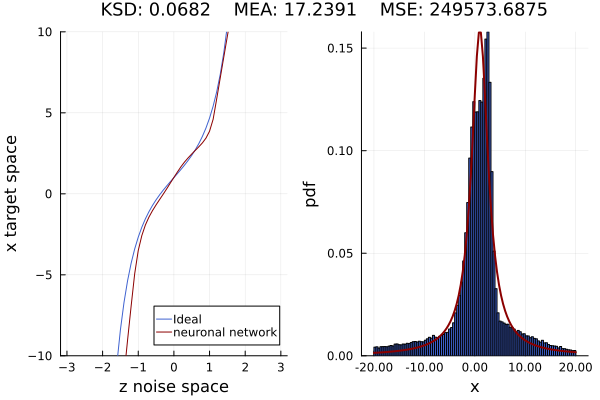 KSD: 0.0682 MEA: 17.2391 MSE: 249573.6875
x target space
10
5
0
−5
−10
−3 −2 −1 0 1 2 3
z noise space
Ideal
neuronal network
pdf
0.15
0.10
0.05
0.00
-20.00 -10.00 0.00 10.00 20.00
x